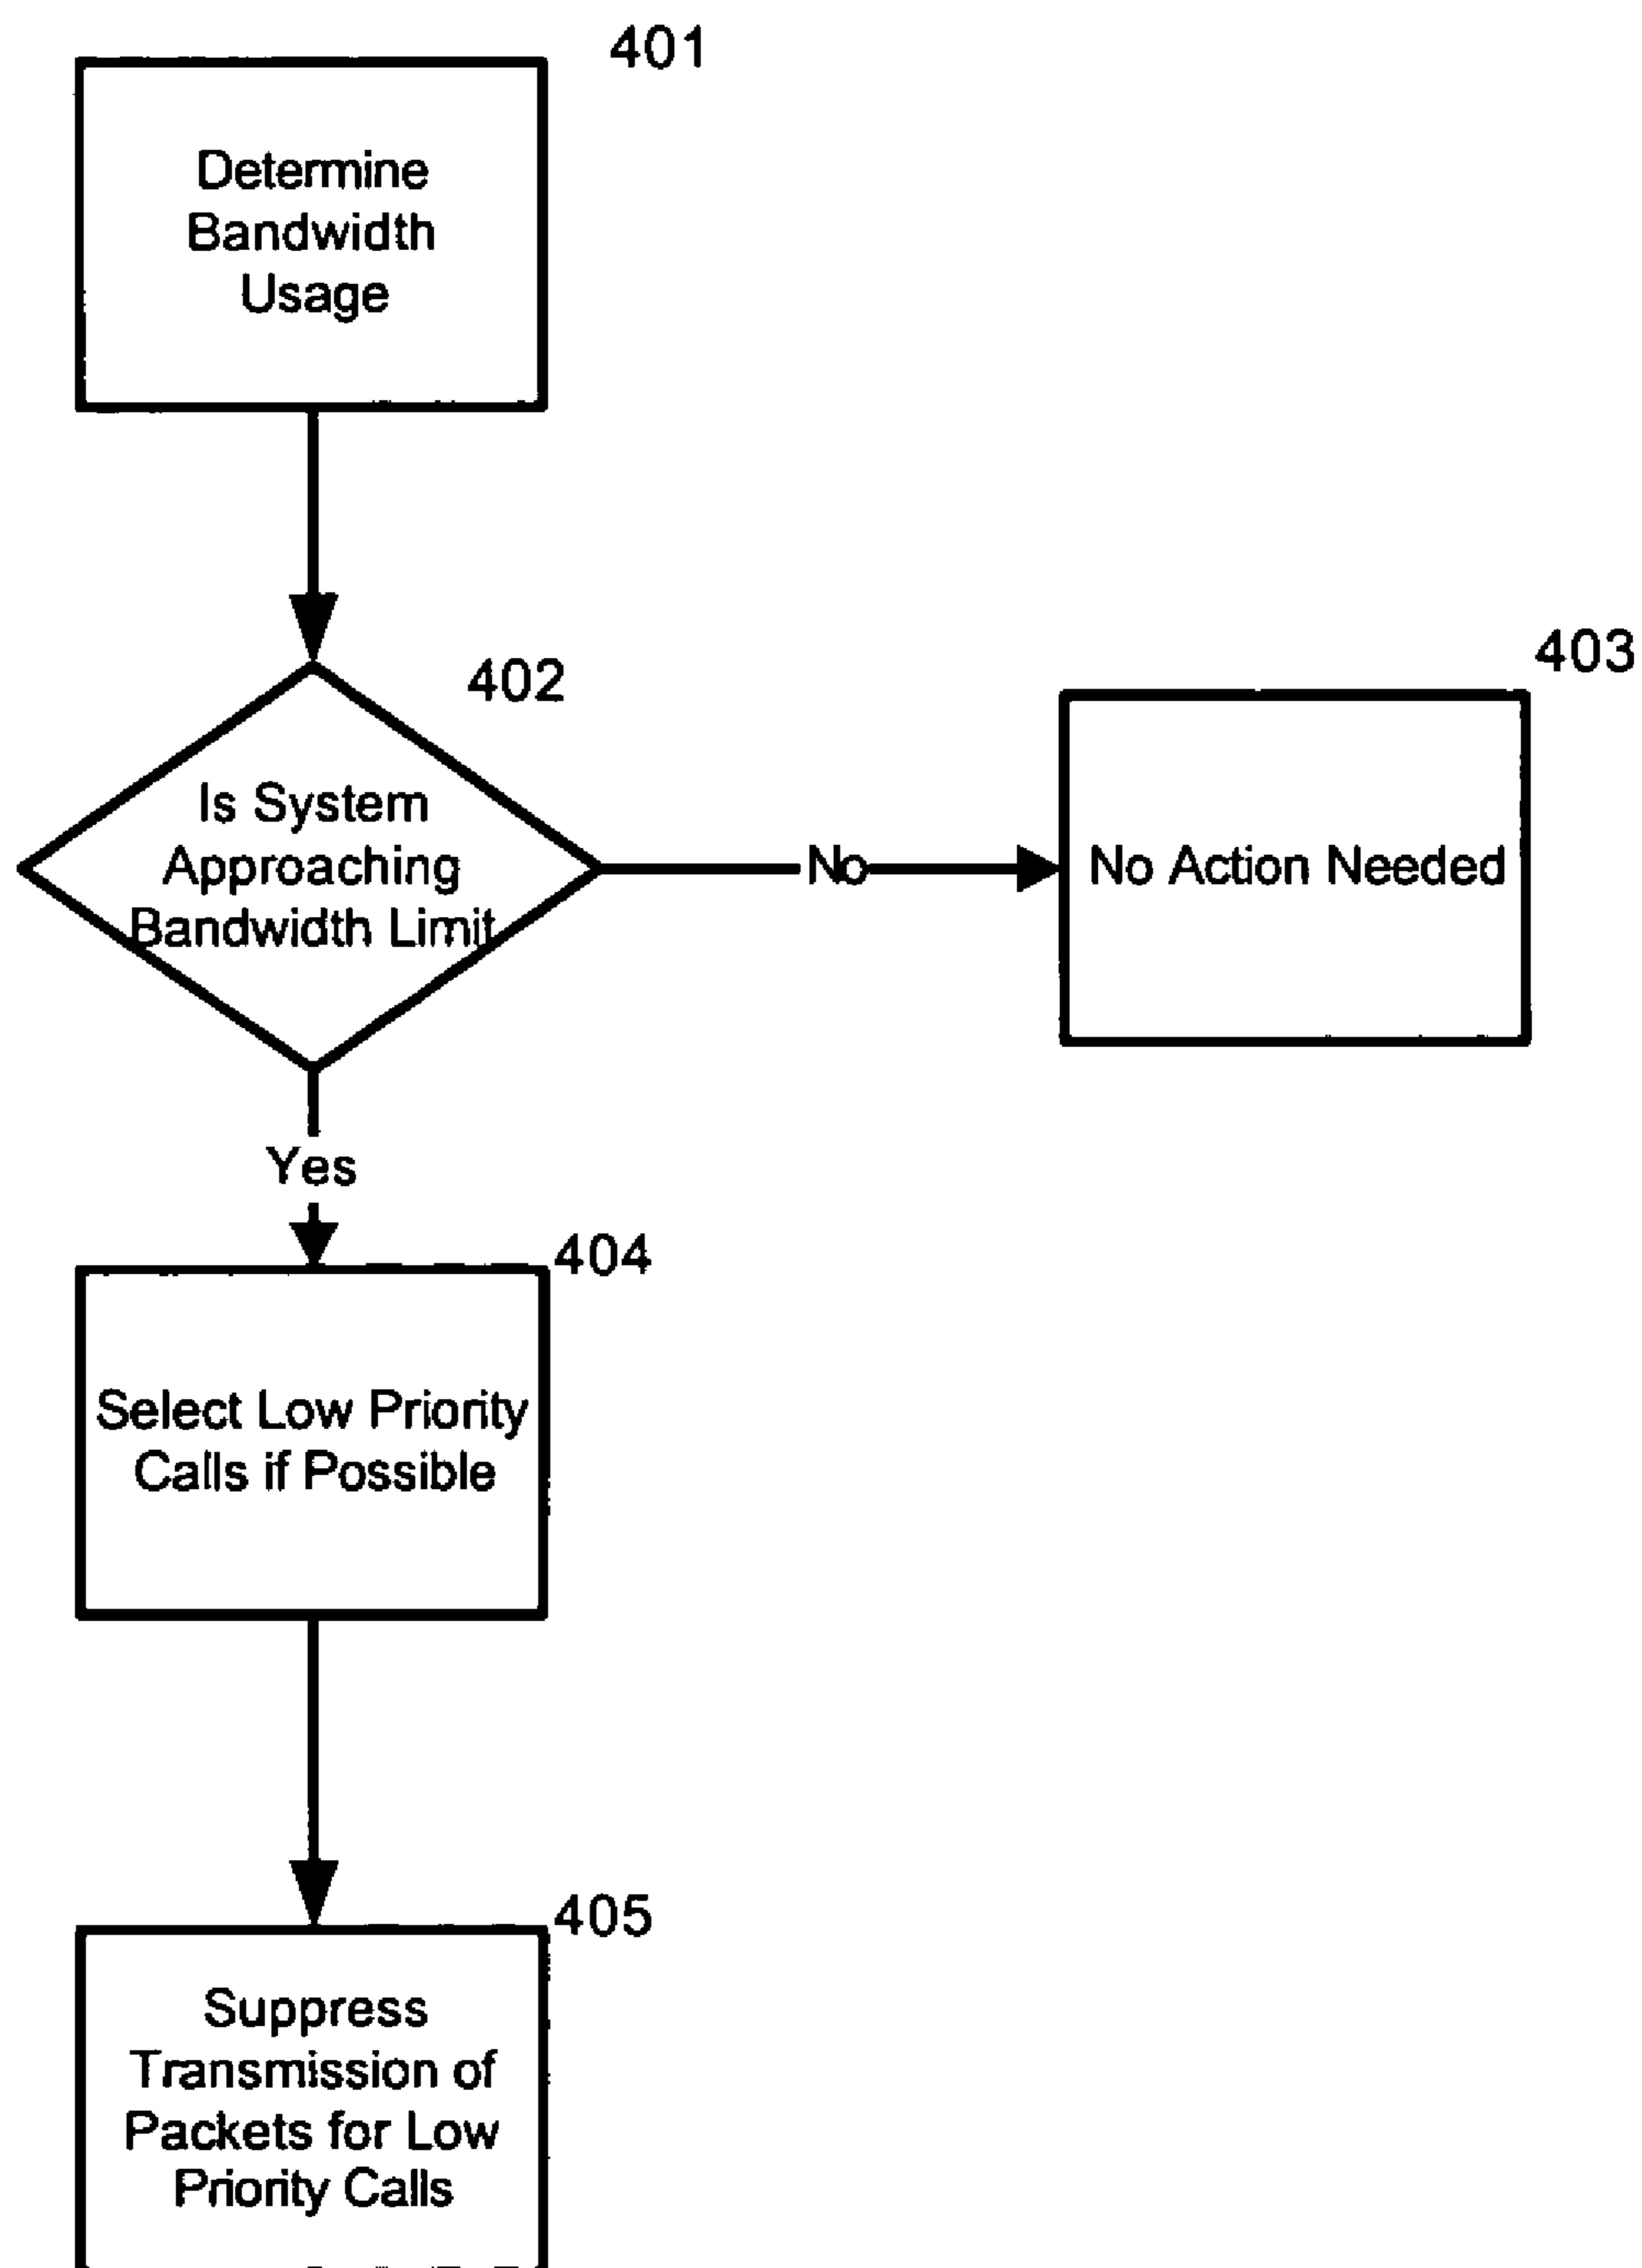 401
Determine
Bandwidth
Usage
402
403
Is System
Approaching
Bandwidth Limit
No
No Action Needed
Yes
404
Select Low Priority
Calls if Possible
405
Suppress
Transmission of
Packets for Low
Priority Calls